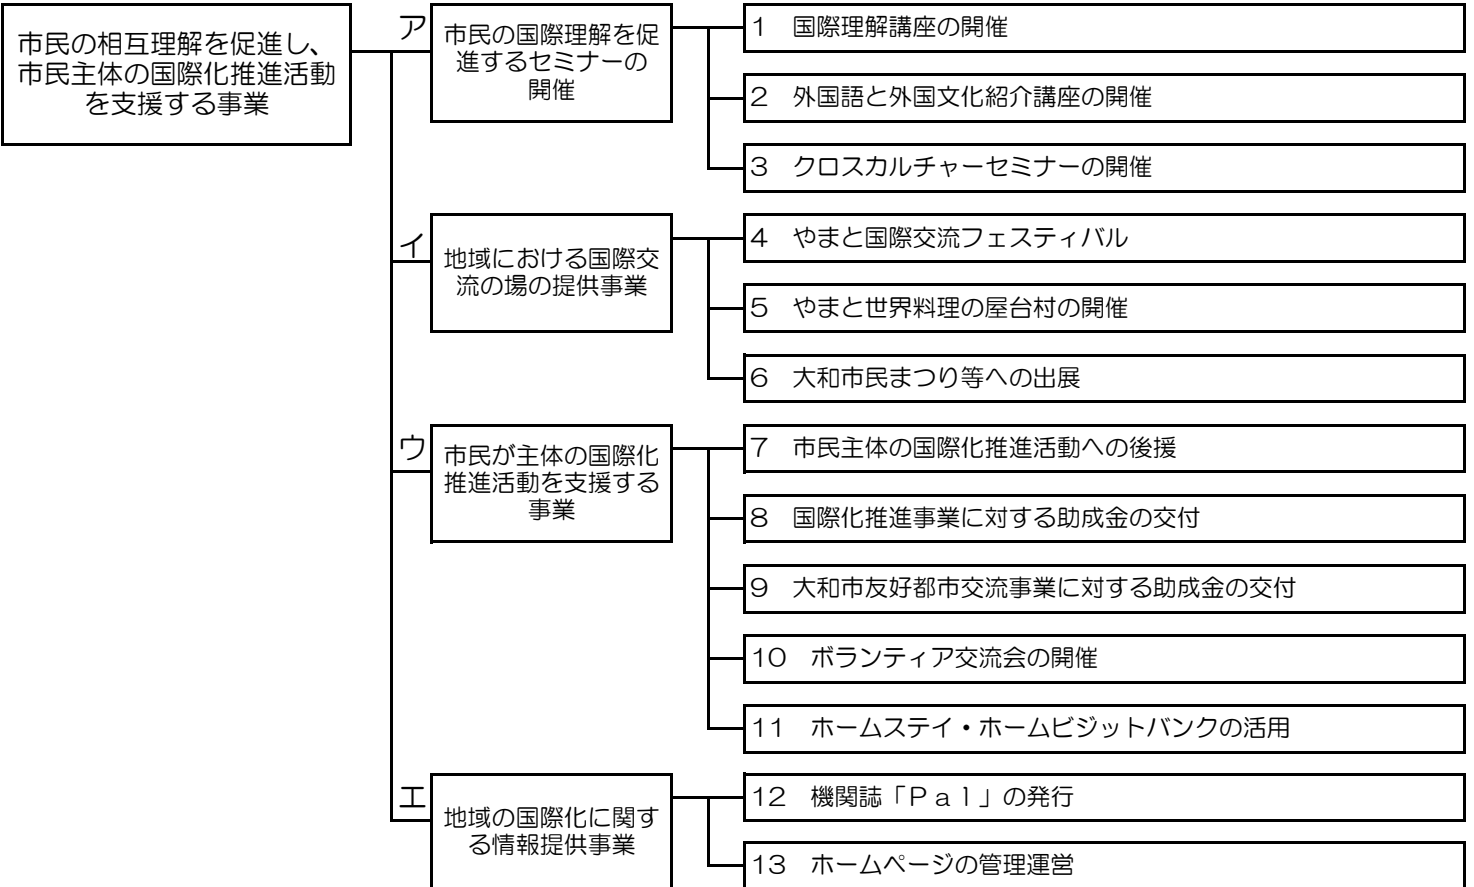 市民の相互理解を促進し、
市民主体の国際化推進活動
を支援する事業
ア
市民の国際理解を促
進するセミナーの
開催
1　国際理解講座の開催
2　外国語と外国文化紹介講座の開催
3　クロスカルチャーセミナーの開催
イ
地域における国際交
流の場の提供事業
4　やまと国際交流フェスティバル
5　やまと世界料理の屋台村の開催
6　大和市民まつり等への出展
ウ
市民が主体の国際化
推進活動を支援する
事業
7　市民主体の国際化推進活動への後援
8　国際化推進事業に対する助成金の交付
9　大和市友好都市交流事業に対する助成金の交付
10　ボランティア交流会の開催
11　ホームステイ・ホームビジットバンクの活用
エ
地域の国際化に関す
る情報提供事業
12　機関誌「Ｐａｌ」の発行
13　ホームページの管理運営